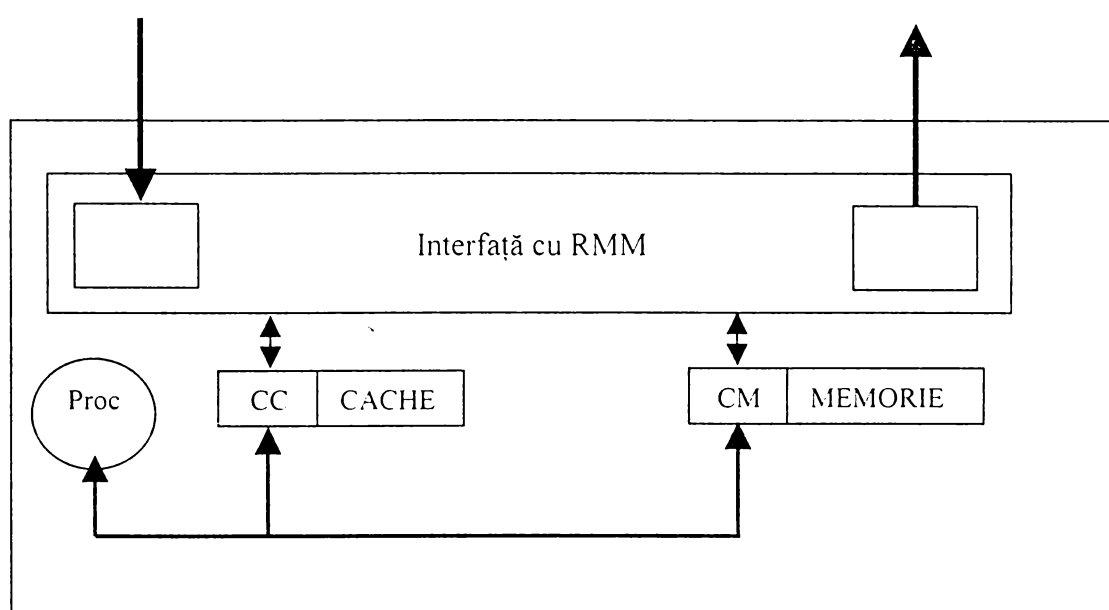 Interfață cu RMM
Proc
CC
CACHE
CM
MEMORIE